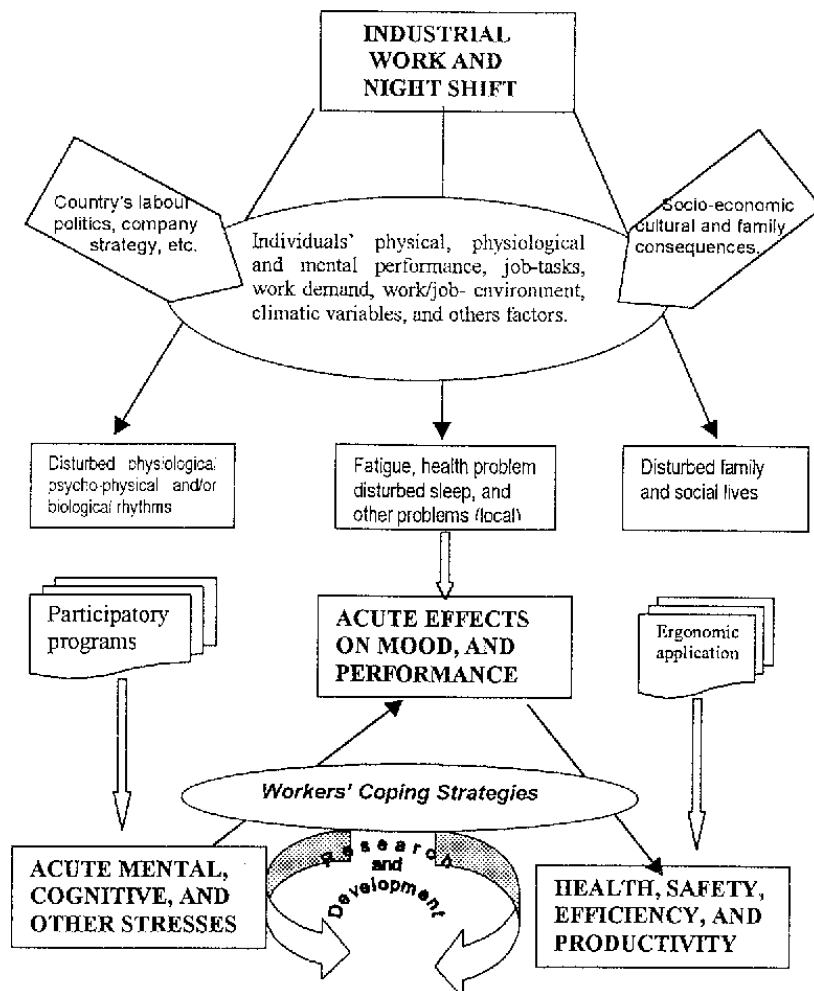 INDUSTRIAL
WORK AND
NIGHT SHIFT
Country's labour
politics, company
strategy, etc.
Socio-economic
cultural and family
consequences.
Individuals' physical, physiological
and mental performance, job-tasks,
work demand, work/job- environment,
climatic variables, and others factors.
Disturbed physiological
psycho-physical and/or
biological rhythms
Fatigue, health problem
disturbed sleep, and
other problems (local)
Disturbed family
and social lives
Participatory
programs
ACUTE EFFECTS
ON MOOD, AND
PERFORMANCE
Ergonomic
application
Workers' Coping Strategies
Research
and
Development
ACUTE MENTAL,
COGNITIVE, AND
OTHER STRESSES
HEALTH, SAFETY,
EFFICIENCY, AND
PRODUCTIVITY